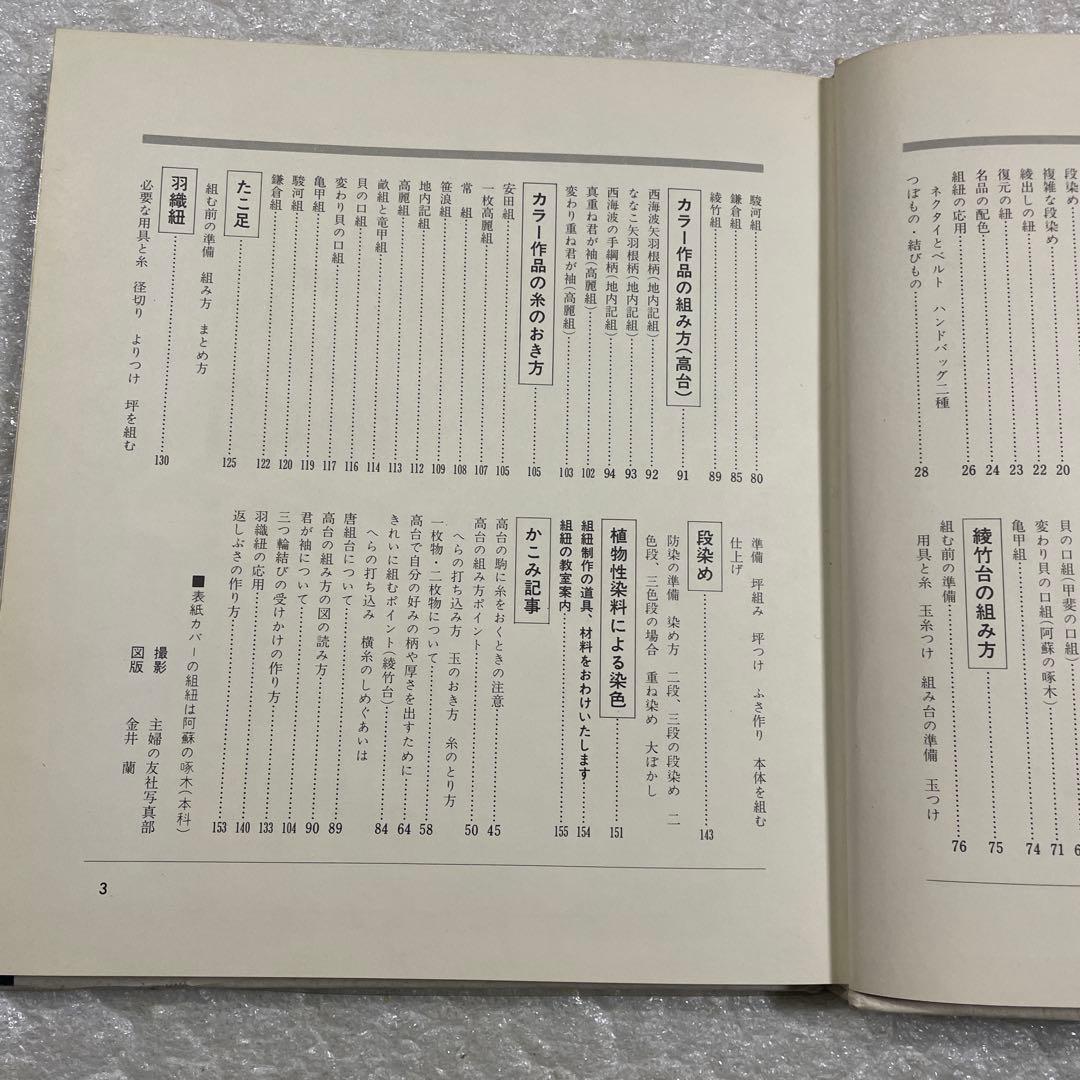 段染め
複雑な段染め……20
綾出しの紐……22
復元の紐……23
名品の配色……24
組紐の応用……26
ネクタイとベルト　ハンドバッグ二種
つぼもの・結びもの……28
貝の口組(甲斐の口組)……
変わり貝の口組(阿蘇の啄木)……71
亀甲組……74
綾竹台の組み方……75
組む前の準備……76
用具と糸　玉糸つけ　組み台の準備　玉つけ
駿河組……80
鎌倉組……85
綾竹組……89
カラー作品の組み方(高台)……91
西海波矢羽根柄(地内記組)……92
ななこ矢羽根柄(地内記組)……93
西海波の手綱柄(地内記組)……94
真重ね君が袖(高麗組)……102
変わり重ね君が袖(高麗組)……103
カラー作品の糸のおき方……105
安田組……105
一枚高麗組……107
常　組……108
笹浪組……109
地内記組……112
高麗組……113
畝組と竜甲組……114
貝の口組……116
変わり貝の口組……117
亀甲組……119
駿河組……120
鎌倉組……122
たこ足……125
組む前の準備　組み方　まとめ方
羽織紐……130
必要な用具と糸　径切り　よりつけ　坪を組む
準備　坪組み　坪つけ　ふさ作り　本体を組む
仕上げ
段染め……143
防染の準備　染め方　二段、三段の段染め　二
色段、三色段の場合　重ね染め　大ぼかし
植物性染料による染色……151
組紐制作の道具、材料をおわけいたします……154
組紐の教室案内……155
かこみ記事
高台の駒に糸をおくときの注意……45
高台の組み方ポイント……50
へらの打ち込み方　玉のおき方　糸のとり方
一枚物・二枚物について……58
高台で自分の好みの柄や厚さを出すために……64
きれいに組むポイント(綾竹台)……84
へらの打ち込み　横糸のしめぐあいは
唐組台について……89
高台の組み方の図の読み方……90
君が袖について……104
三つ輪結びの受けかけの作り方……133
羽織紐の応用……140
返しぶさの作り方……153
■表紙カバーの組紐は阿蘇の啄木(本科)
撮影　主婦の友社写真部
図版　金井　蘭
3